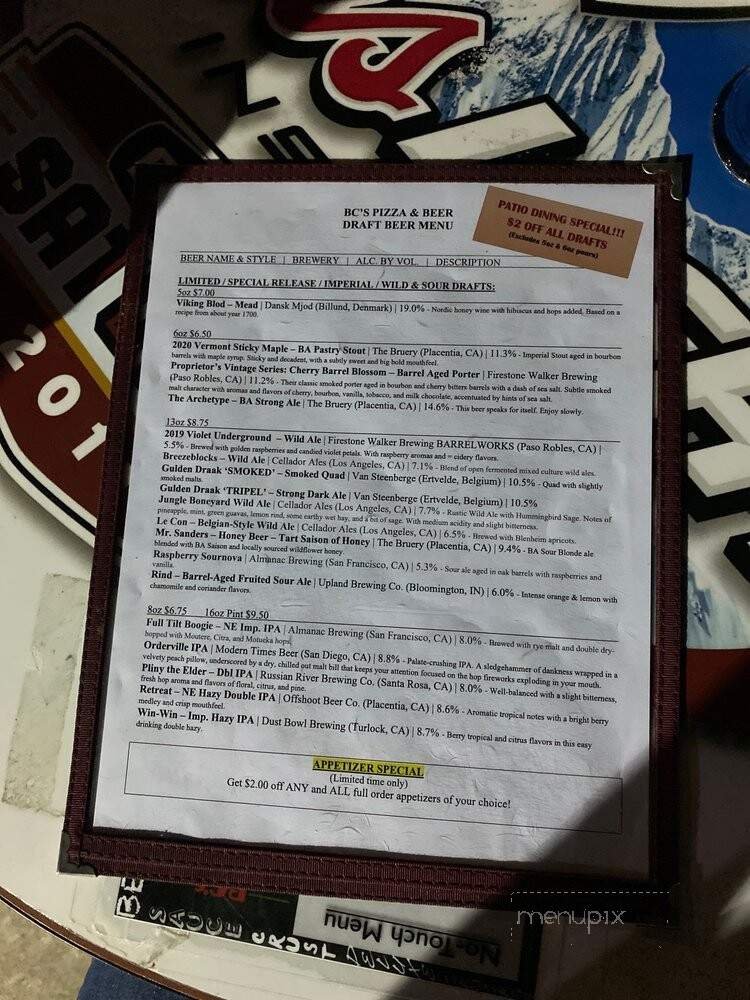 BC'S PIZZA & BEER
DRAFT BEER MENU
PATIO DINING SPECIAL!!!
$2 OFF ALL DRAFTS
(Excludes 5oz & 6oz pours)
BEER NAME & STYLE | BREWERY | ALC. BY VOL. | DESCRIPTION
LIMITED / SPECIAL RELEASE / IMPERIAL / WILD & SOUR DRAFTS:
5oz $7.00
Viking Blod – Mead | Dansk Mjod (Billund, Denmark) | 19.0% - Nordic honey wine with hibiscus and hops added. Based on a
recipe from about year 1700.
6oz $6.50
2020 Vermont Sticky Maple – BA Pastry Stout | The Bruery (Placentia, CA) | 11.3% - Imperial Stout aged in bourbon
barrels with maple syrup. Sticky and decadent, with a subtly sweet and big bold mouthfeel.
Proprietor's Vintage Series: Cherry Barrel Blossom – Barrel Aged Porter | Firestone Walker Brewing
(Paso Robles, CA) | 11.2% - Their classic smoked porter aged in bourbon and cherry bitters barrels with a dash of sea salt. Subtle smoked
malt character with aromas and flavors of cherry, bourbon, vanilla, tobacco, and milk chocolate, accentuated by hints of sea salt.
The Archetype – BA Strong Ale | The Bruery (Placentia, CA) | 14.6% - This beer speaks for itself. Enjoy slowly.
13oz $8.75
2019 Violet Underground – Wild Ale | Firestone Walker Brewing BARRELWORKS (Paso Robles, CA) |
5.5% - Brewed with golden raspberries and candied violet petals. With raspberry aromas and = cidery flavors.
Breezeblocks – Wild Ale | Cellador Ales (Los Angeles, CA) | 7.1% - Blend of open fermented mixed culture wild ales.
Gulden Draak 'SMOKED' – Smoked Quad | Van Steenberge (Ertvelde, Belgium) | 10.5% - Quad with slightly
smoked malts.
Gulden Draak 'TRIPEL' – Strong Dark Ale | Van Steenberge (Ertvelde, Belgium) | 10.5%
Jungle Boneyard Wild Ale | Cellador Ales (Los Angeles, CA) | 7.7% - Rustic Wild Ale with Hummingbird Sage. Notes of
pineapple, mint, green guavas, lemon rind, some earthy wet hay, and a bit of sage. With medium acidity and slight bitterness.
Le Con – Belgian-Style Wild Ale | Cellador Ales (Los Angeles, CA) | 6.5% - Brewed with Blenheim apricots.
Mr. Sanders – Honey Beer – Tart Saison of Honey | The Bruery (Placentia, CA) | 9.4% - BA Sour Blonde ale
blended with BA Saison and locally sourced wildflower honey.
Raspberry Sournova | Almanac Brewing (San Francisco, CA) | 5.3% - Sour ale aged in oak barrels with raspberries and
vanilla.
Rind – Barrel-Aged Fruited Sour Ale | Upland Brewing Co. (Bloomington, IN) | 6.0% - Intense orange & lemon with
chamomile and coriander flavors.
8oz $6.75 16oz Pint $9.50
Full Tilt Boogie – NE Imp. IPA | Almanac Brewing (San Francisco, CA) | 8.0% - Brewed with rye malt and double dry-
hopped with Moutere, Citra, and Motueka hops
Orderville IPA | Modern Times Beer (San Diego, CA) | 8.8% - Palate-crushing IPA. A sledgehammer of dankness wrapped in a
velvety peach pillow, underscored by a dry, chilled out malt bill that keeps your attention focused on the hop fireworks exploding in your mouth.
Pliny the Elder – Dbl IPA | Russian River Brewing Co. (Santa Rosa, CA) | 8.0% - Well-balanced with a slight bitterness,
fresh hop aroma and flavors of floral, citrus, and pine.
Retreat – NE Hazy Double IPA | Offshoot Beer Co. (Placentia, CA) | 8.6% - Aromatic tropical notes with a bright berry
medley and crisp mouthfeel.
Win-Win – Imp. Hazy IPA | Dust Bowl Brewing (Turlock, CA) | 8.7% - Berry tropical and citrus flavors in this easy
drinking double hazy.
APPETIZER SPECIAL
(Limited time only)
Get $2.00 off ANY and ALL full order appetizers of your choice!
SAUCE CRUST
No-Touch Menu
menupix